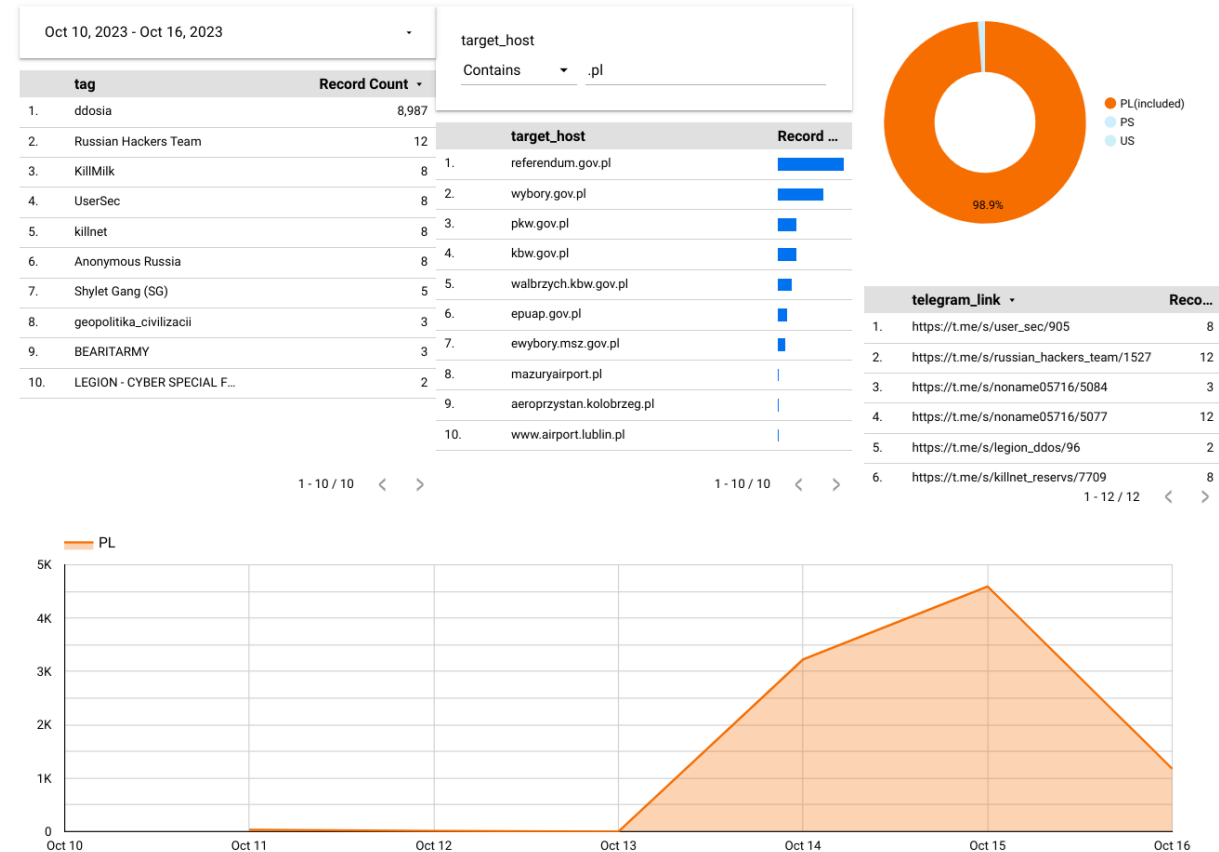 Oct 10, 2023 - Oct 16, 2023
tag Record Count
1. ddosia 8,987
2. Russian Hackers Team 12
3. KillMilk 8
4. UserSec 8
5. killnet 8
6. Anonymous Russia 8
7. Shylet Gang (SG) 5
8. geopolitika_civilizacii 3
9. BEARITARMY 3
10. LEGION - CYBER SPECIAL F...  2
1 - 10 / 10
target_host
Contains .pl
target_host Record ...
1. referendum.gov.pl
2. wybory.gov.pl
3. pkw.gov.pl
4. kbw.gov.pl
5. walbrzych.kbw.gov.pl
6. epuap.gov.pl
7. ewybory.msz.gov.pl
8. mazuryairport.pl
9. aeroprzystan.kolobrzeg.pl
10. www.airport.lublin.pl
1 - 10 / 10
98.9%
PL(included)
PS
US
telegram_link Reco...
1. https://t.me/s/user_sec/905 8
2. https://t.me/s/russian_hackers_team/1527 12
3. https://t.me/s/noname05716/5084 3
4. https://t.me/s/noname05716/5077 12
5. https://t.me/s/legion_ddos/96 2
6. https://t.me/s/killnet_reservs/7709 8
1 - 12 / 12
PL
5K
4K
3K
2K
1K
0
Oct 10 Oct 11 Oct 12 Oct 13 Oct 14 Oct 15 Oct 16